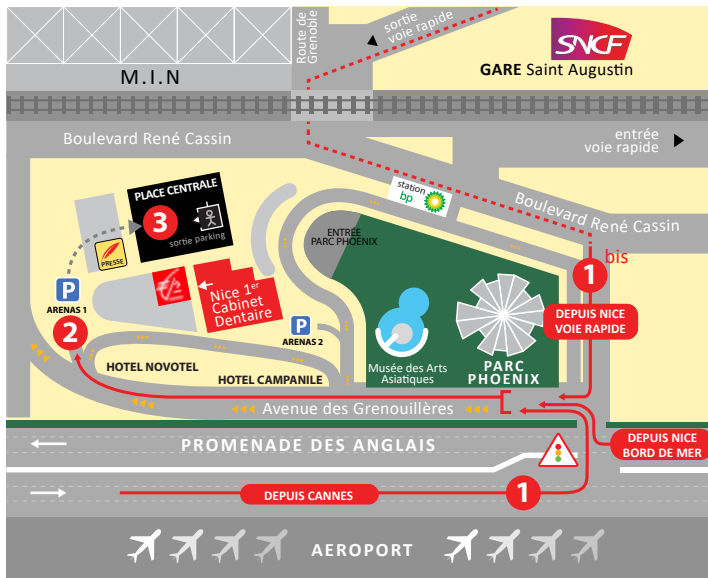 Route de
Grenoble
sortie
voie rapide
SNCF
GARE Saint Augustin
M.I.N
Boulevard René Cassin
entrée
voie rapide
station
bp
Boulevard René Cassin
PLACE CENTRALE
3
sortie parking
PRESSE
ENTRÉE
PARC PHOENIX
1 bis
DEPUIS NICE
VOIE RAPIDE
P
ARENAS 1
2
Nice 1er
Cabinet
Dentaire
P
ARENAS 2
Musée des Arts
Asiatiques
PARC
PHOENIX
HOTEL NOVOTEL
HOTEL CAMPANILE
Avenue des Grenouillères
PROMENADE DES ANGLAIS
DEPUIS NICE
BORD DE MER
DEPUIS CANNES
1
AEROPORT